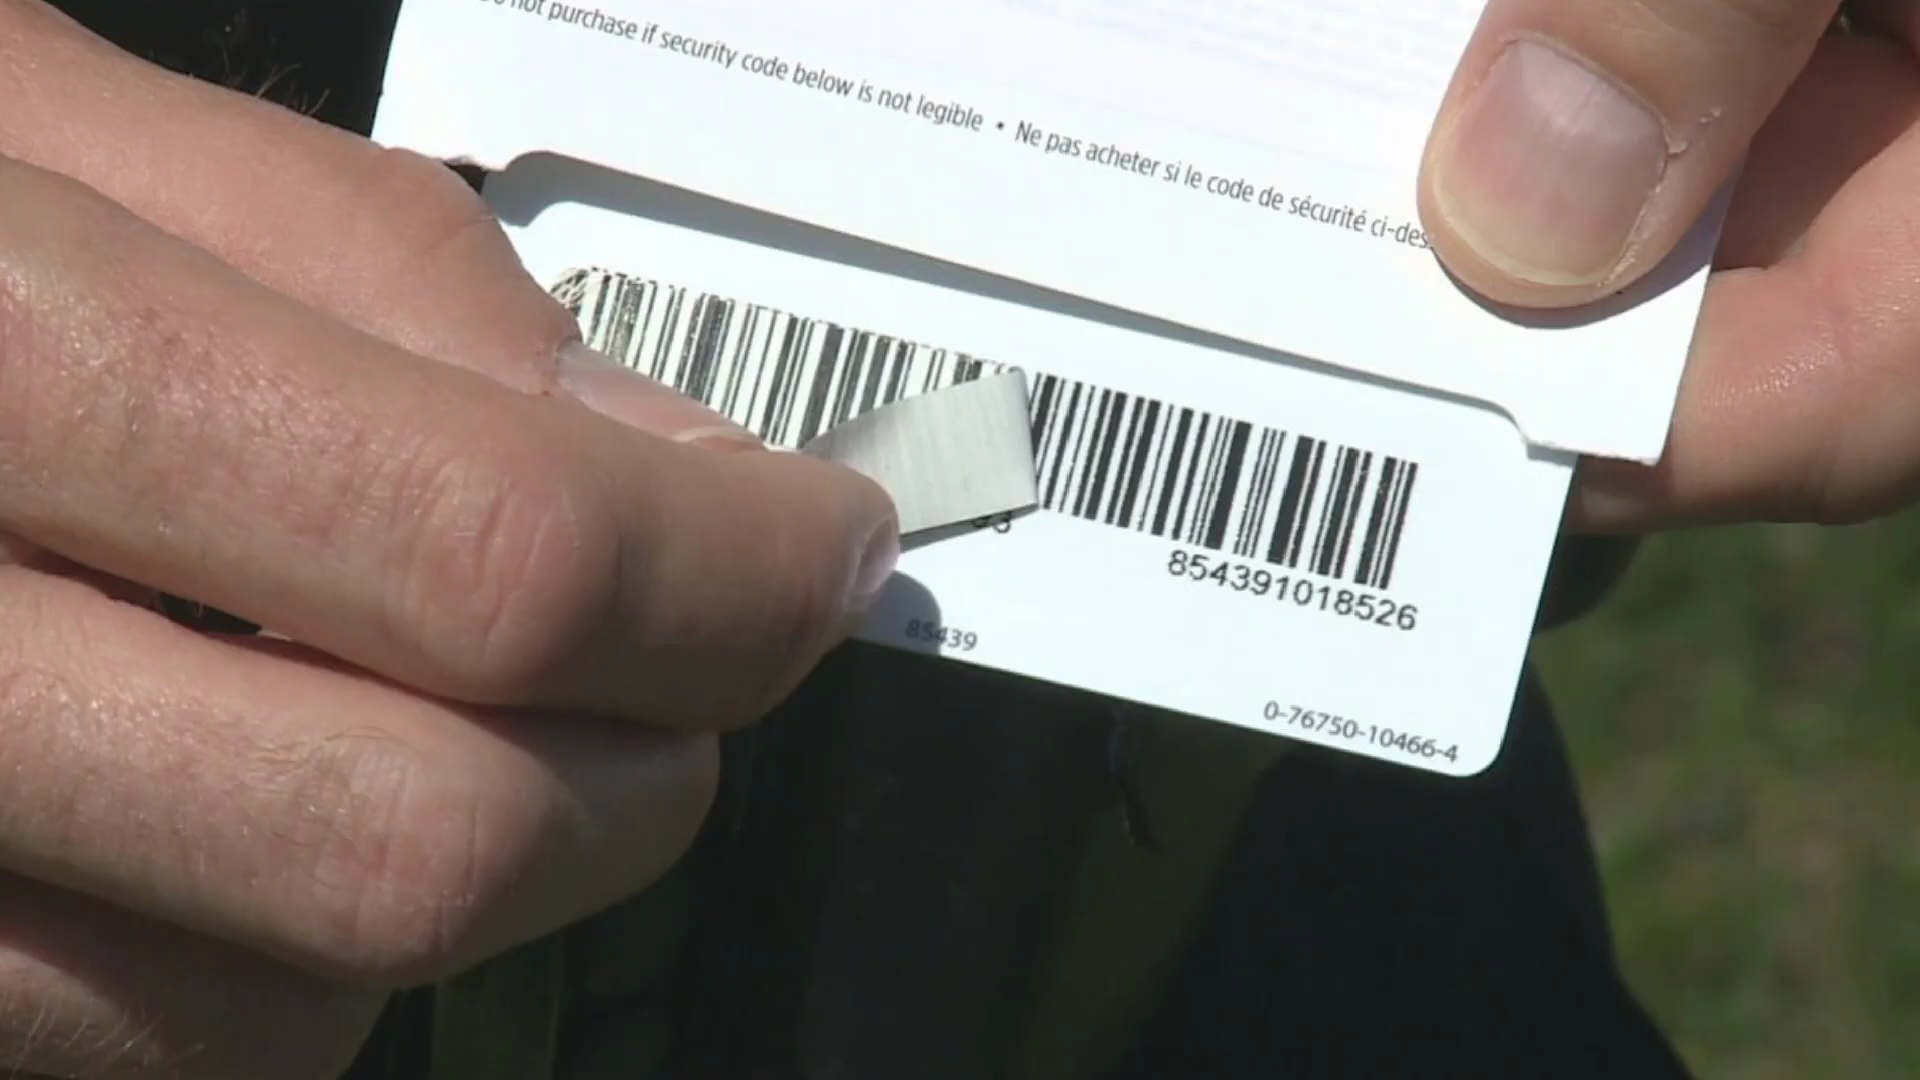 not purchase if security code below is not legible • Ne pas acheter si le code de sécurité ci-des
854391018526
85439
0-76750-10466-4